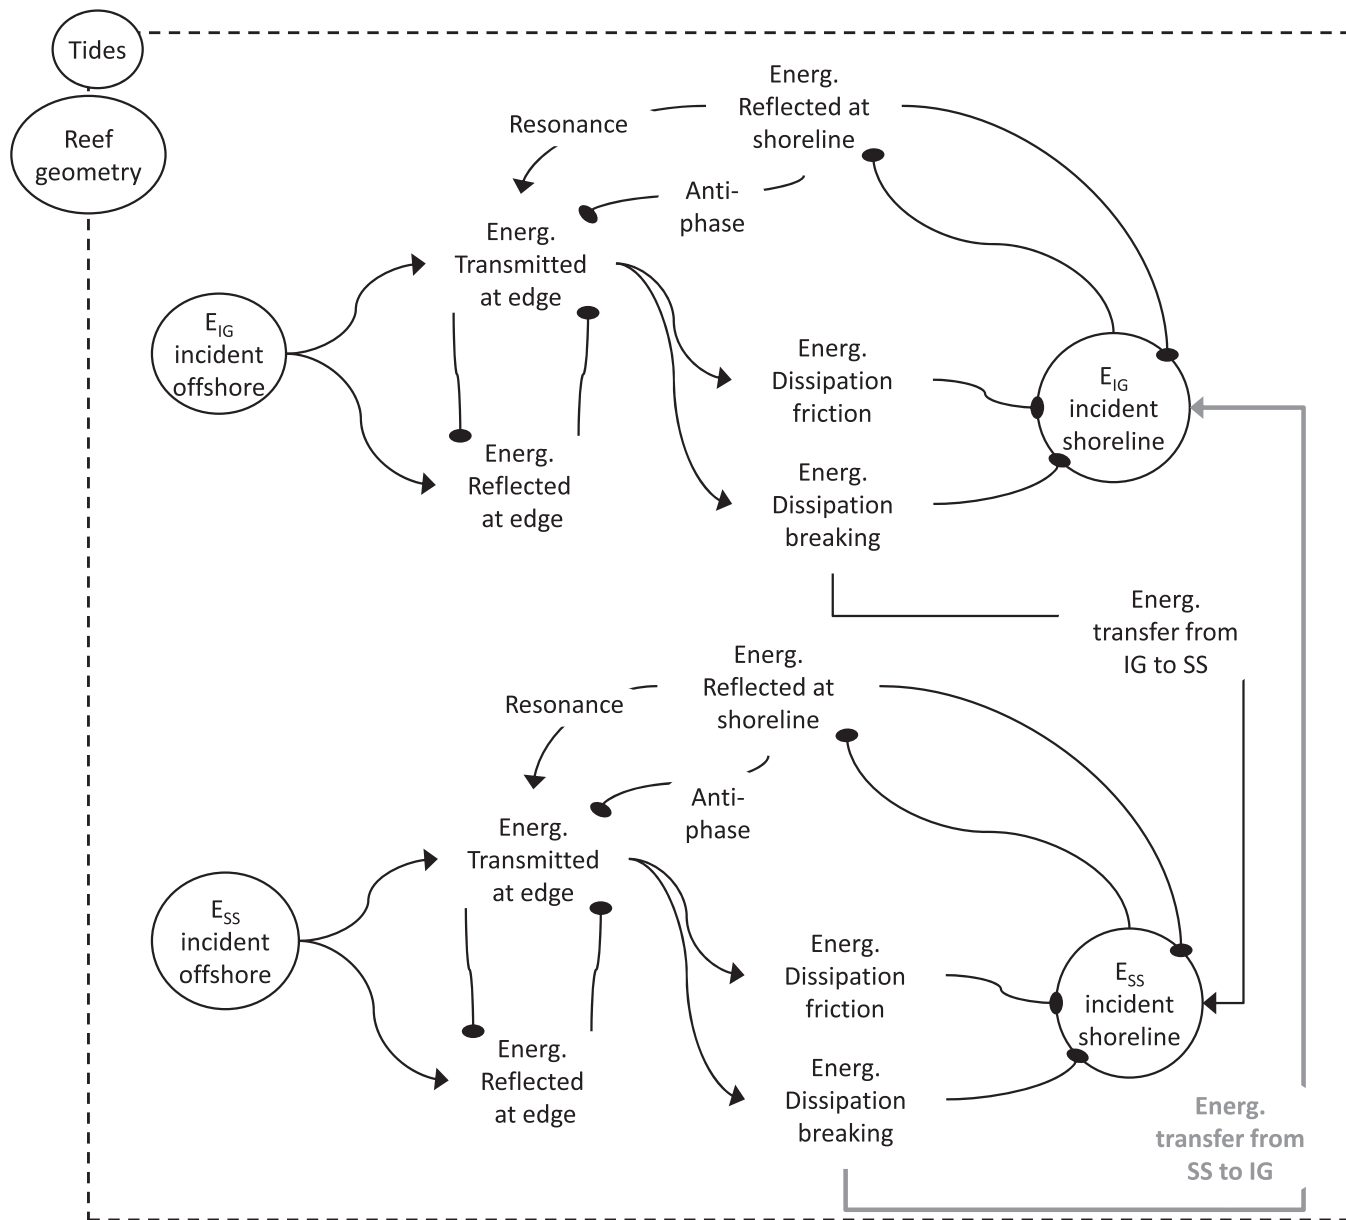 Tides
Reef
geometry
Energ.
Reflected at
shoreline
Resonance
Anti-
phase
Energ.
Transmitted
at edge
E_IG
incident
offshore
Energ.
Dissipation
friction
E_IG
incident
shoreline
Energ.
Reflected
at edge
Energ.
Dissipation
breaking
Energ.
transfer from
IG to SS
Energ.
Reflected at
shoreline
Resonance
Anti-
phase
Energ.
Transmitted
at edge
E_SS
incident
offshore
Energ.
Dissipation
friction
E_SS
incident
shoreline
Energ.
Reflected
at edge
Energ.
Dissipation
breaking
Energ.
transfer from
SS to IG